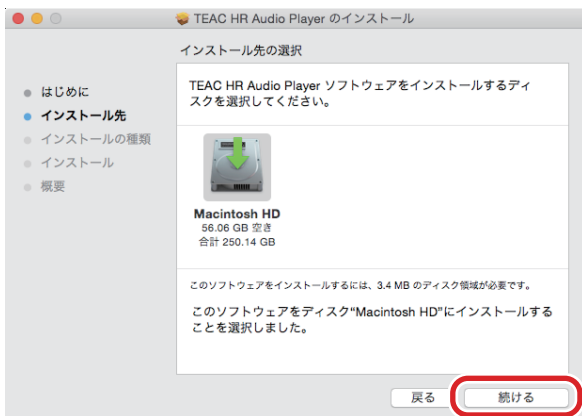 TEAC HR Audio Player のインストール
インストール先の選択
はじめに
インストール先
インストールの種類
インストール
概要
TEAC HR Audio Player ソフトウェアをインストールするディ
スクを選択してください。
Macintosh HD
56.06 GB 空き
合計 250.14 GB
このソフトウェアをインストールするには、3.4 MB のディスク領域が必要です。
このソフトウェアをディスク“Macintosh HD”にインストールする
ことを選択しました。
戻る
続ける